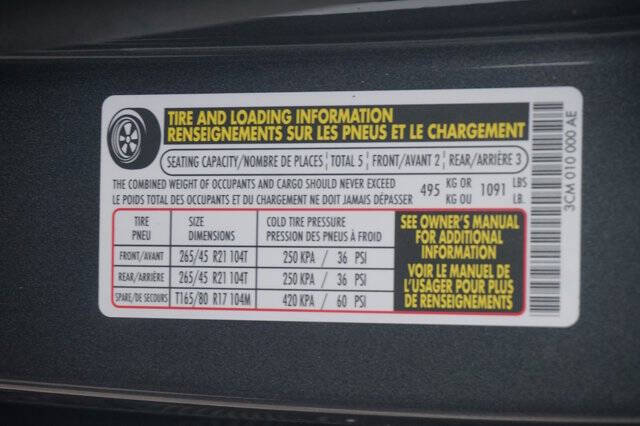 TIRE AND LOADING INFORMATION
RENSEIGNEMENTS SUR LES PNEUS ET LE CHARGEMENT
SEATING CAPACITY/NOMBRE DE PLACES TOTAL 5 FRONT/AVANT 2 REAR/ARRIÈRE 3
THE COMBINED WEIGHT OF OCCUPANTS AND CARGO SHOULD NEVER EXCEED 495 KG OR 1091 LBS
LE POIDS TOTAL DES OCCUPANTS ET DU CHARGEMENT NE DOIT JAMAIS DÉPASSER KG OU LB.
TIRE SIZE COLD TIRE PRESSURE
PNEU DIMENSIONS PRESSION DES PNEUS À FROID
FRONT/AVANT 265/45 R21 104T 250 KPA / 36 PSI
REAR/ARRIÈRE 265/45 R21 104T 250 KPA / 36 PSI
SPARE/DE SECOURS T165/80 R17 104M 420 KPA / 60 PSI
SEE OWNER'S MANUAL
FOR ADDITIONAL
INFORMATION
VOIR LE MANUEL DE
L'USAGER POUR PLUS
DE RENSEIGNEMENTS
3CM 010 000 AE